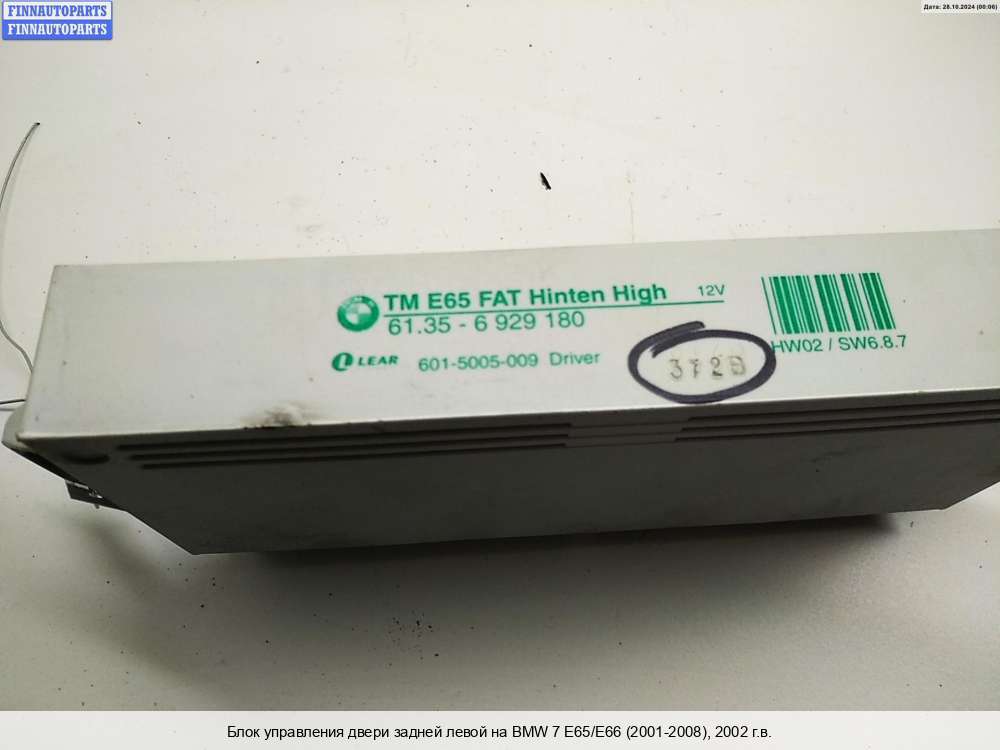 FINNAUTOPARTS
FINNAUTOPARTS
Дата: 28.10.2024 (00:06)
TM E65 FAT Hinten High 12V
61.35 - 6 929 180
LEAR 601-5005-009 Driver
HW02 / SW6.8.7
Блок управления двери задней левой на BMW 7 E65/E66 (2001-2008), 2002 г.в.